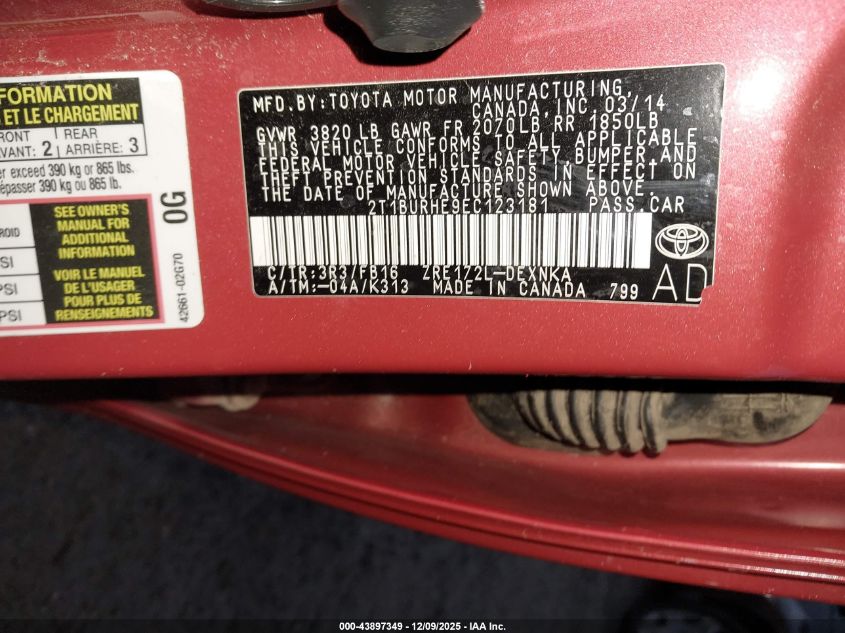 FORMATION
ET LE CHARGEMENT
FRONT REAR
AVANT: 2 ARRIÈRE: 3
exceed 390 kg or 865 lbs.
dépasser 390 kg ou 865 lb.
0G
SEE OWNER'S
MANUAL FOR
ADDITIONAL
INFORMATION
VOIR LE MANUEL
DE L'USAGER
POUR PLUS DE
RENSEIGNEMENTS
PSI
PSI
PSI
42661-02G70
MFD. BY: TOYOTA MOTOR MANUFACTURING,
CANADA, INC. 03/14
GVWR 3820 LB GAWR FR 2070LB, RR 1850LB
THIS VEHICLE CONFORMS TO ALL APPLICABLE
FEDERAL MOTOR VEHICLE SAFETY, BUMPER, AND
THEFT PREVENTION STANDARDS IN EFFECT ON
THE DATE OF MANUFACTURE SHOWN ABOVE.
2T1BURHE9EC123181 PASS.CAR
C/TR:3R3/FB16 ZRE172L-DEXNKA
A/TM:-04A/K313 MADE IN CANADA 799
AD
000-43897349 - 12/09/2025 - IAA Inc.